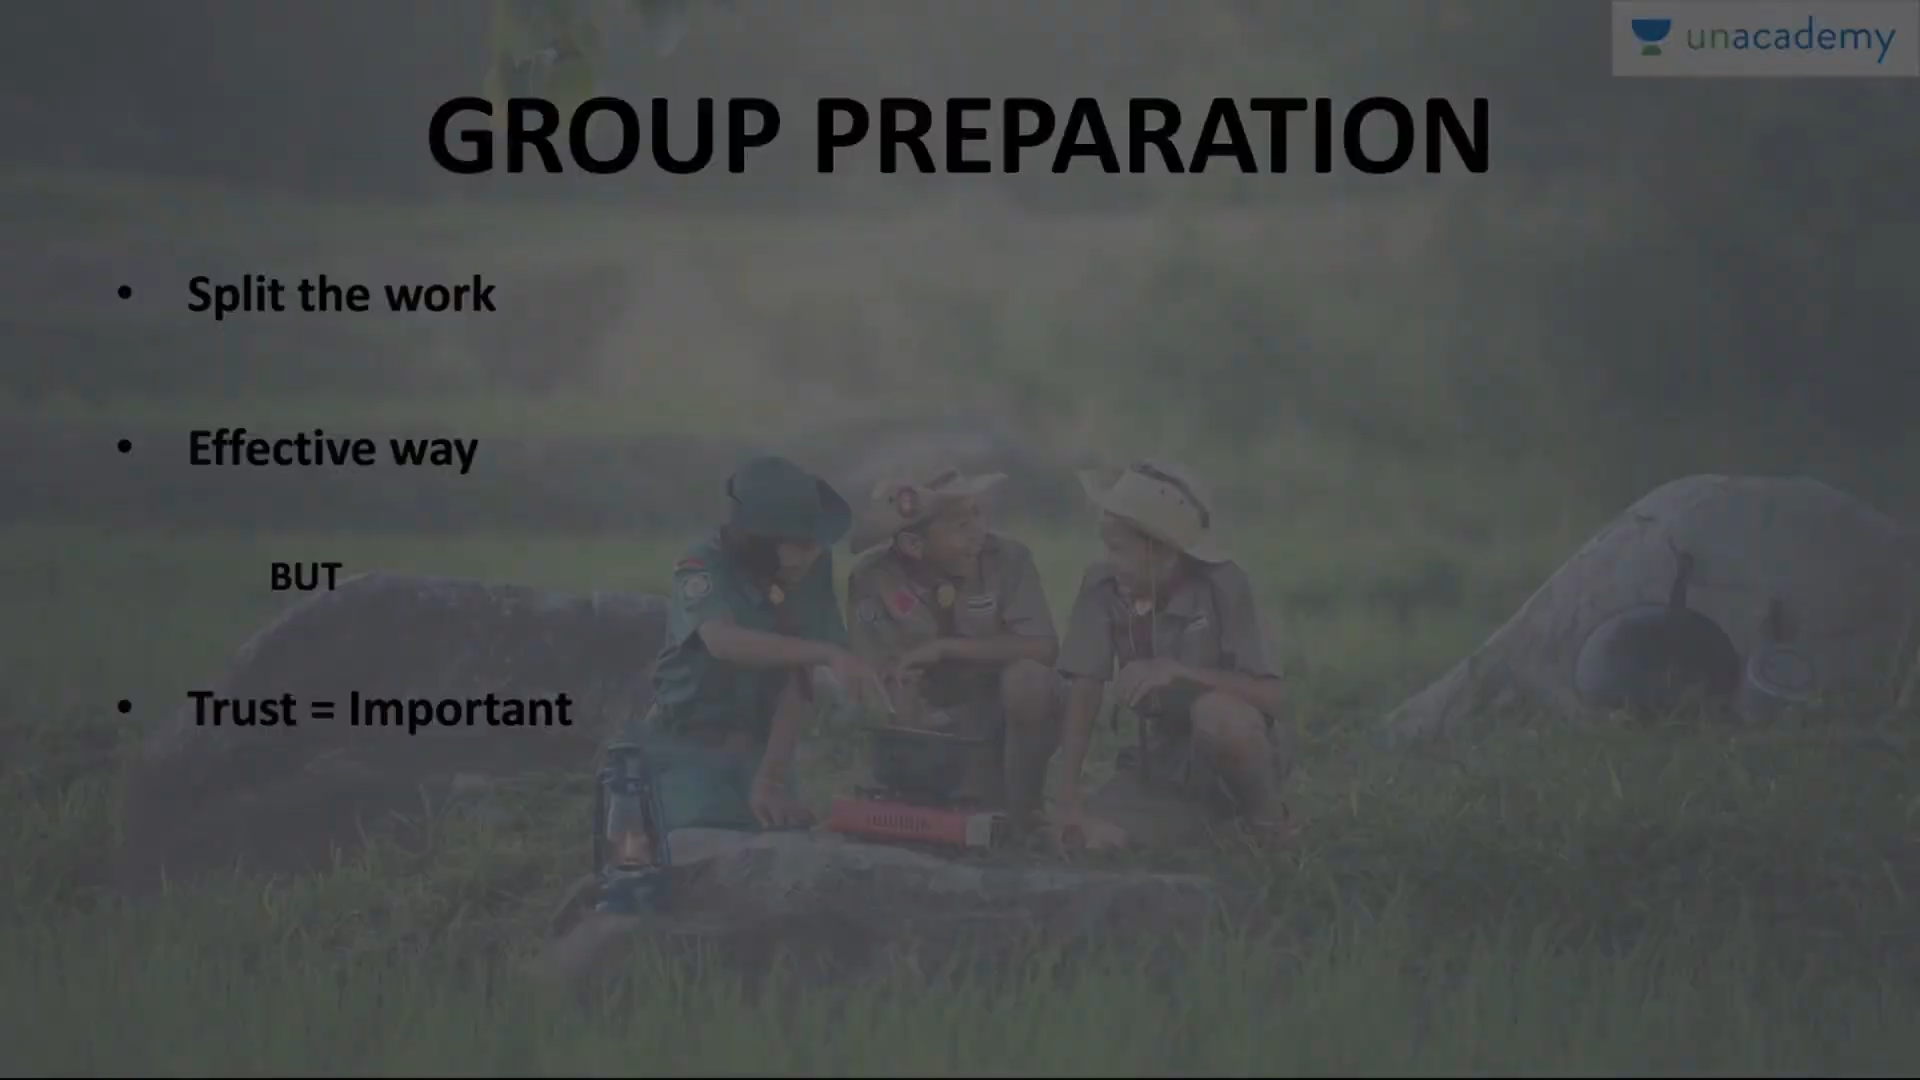 unacademy
GROUP PREPARATION
• Split the work
• Effective way
BUT
• Trust = Important